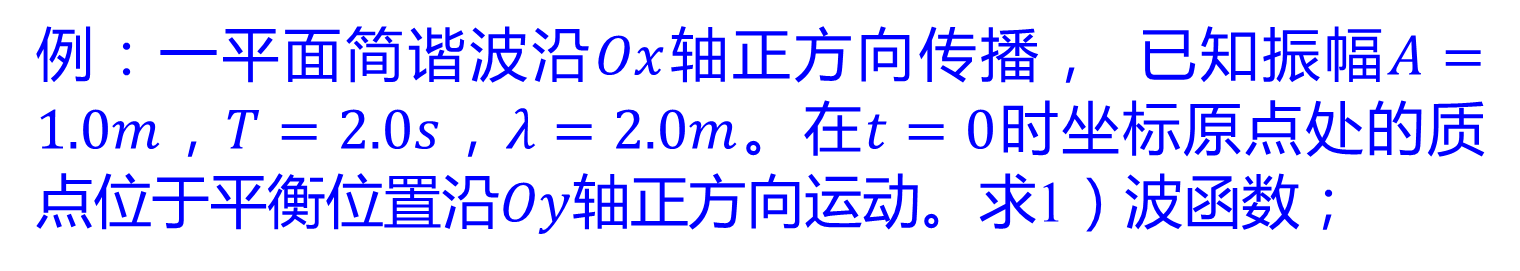 例：一平面简谐波沿Ox轴正方向传播， 已知振幅A =
1.0m，T = 2.0s，λ = 2.0m。在t = 0时坐标原点处的质
点位于平衡位置沿Oy轴正方向运动。求1）波函数；